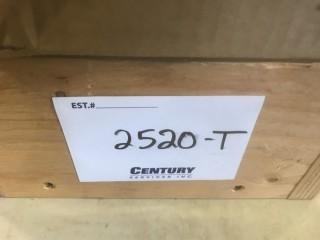 EST.#
2520-T
CENTURY
SERVICES INC.